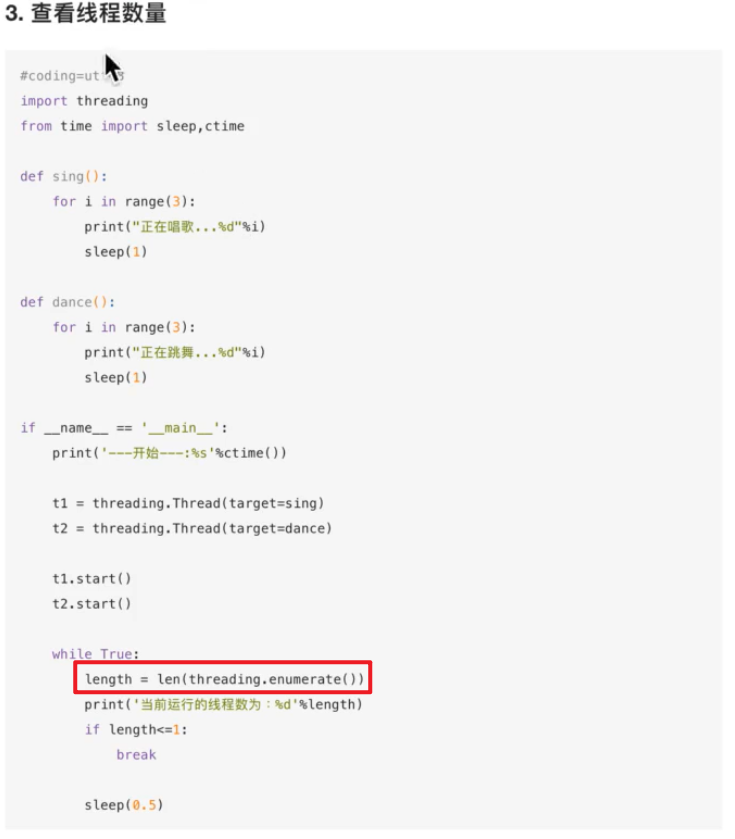 3. 查看线程数量
#coding=ut
import threading
from time import sleep,ctime
def sing():
    for i in range(3):
        print("正在唱歌...%d"%i)
        sleep(1)
def dance():
    for i in range(3):
        print("正在跳舞...%d"%i)
        sleep(1)
if __name__ == '__main__':
    print('---开始---:%s'%ctime())
    t1 = threading.Thread(target=sing)
    t2 = threading.Thread(target=dance)
    t1.start()
    t2.start()
    while True:
        length = len(threading.enumerate())
        print('当前运行的线程数为：%d'%length)
        if length<=1:
            break
        sleep(0.5)